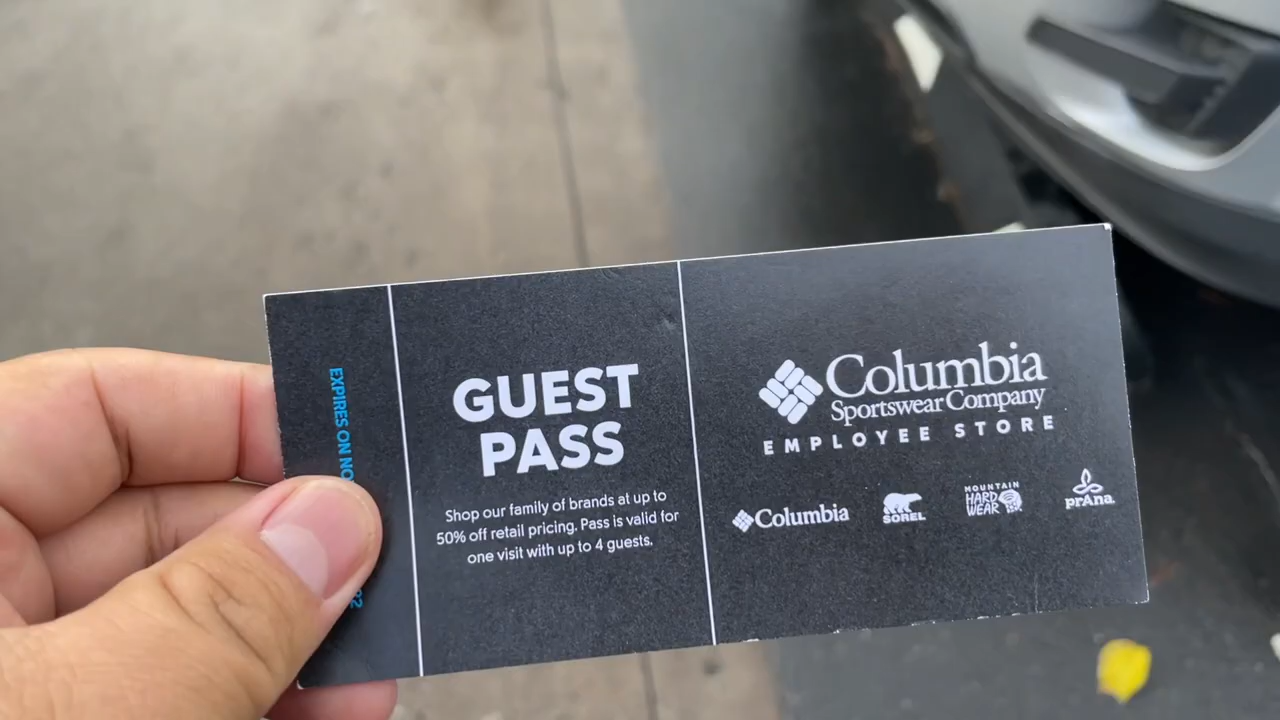 EXPIRES ON
GUEST
PASS
Shop our family of brands at up to
50% off retail pricing. Pass is valid for
one visit with up to 4 guests.
Columbia
Sportswear Company
EMPLOYEE STORE
Columbia
SOREL
MOUNTAIN
HARD
WEAR
prAna